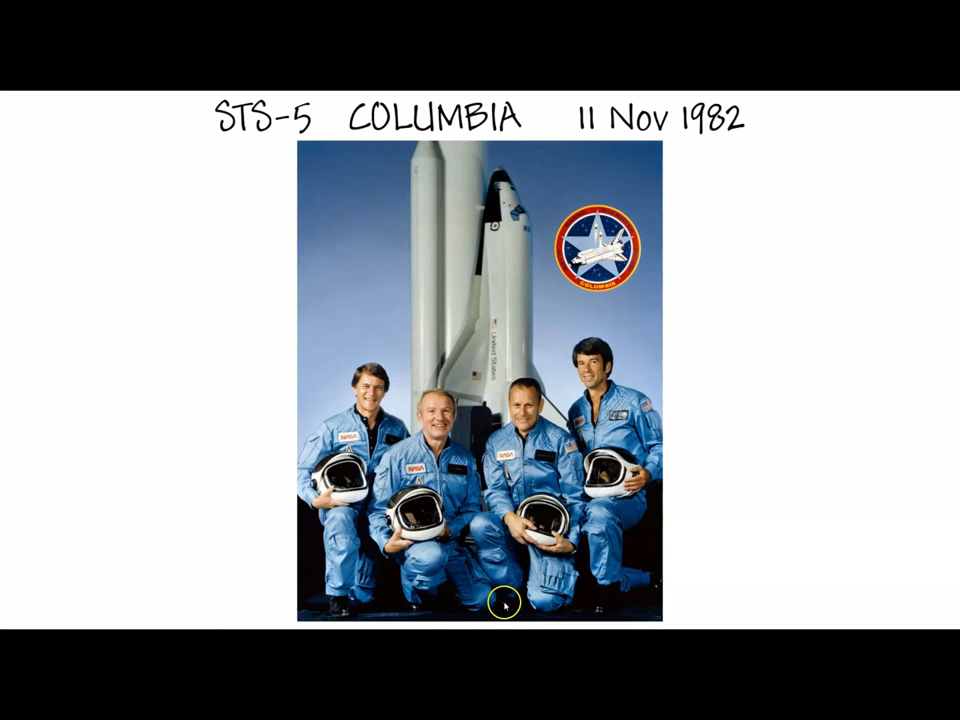 STS-5 COLUMBIA 11 Nov 1982
COLUMBIA
United States
NASA
NASA
NASA